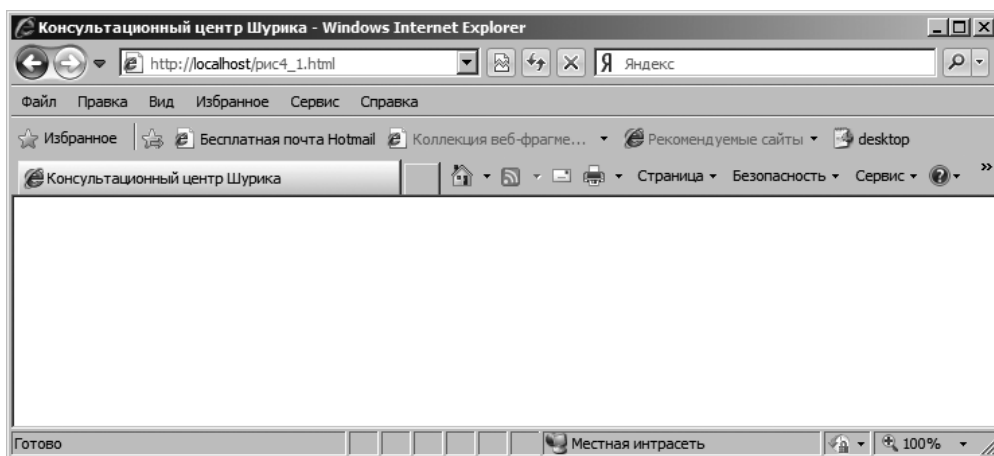 Консультационный центр Шурика - Windows Internet Explorer
http://localhost/рис4_1.html Я Яндекс
Файл Правка Вид Избранное Сервис Справка
Избранное Бесплатная почта Hotmail Коллекция веб-фрагме... Рекомендуемые сайты desktop
Консультационный центр Шурика Страница Безопасность Сервис »
Готово Местная интрасеть 100%